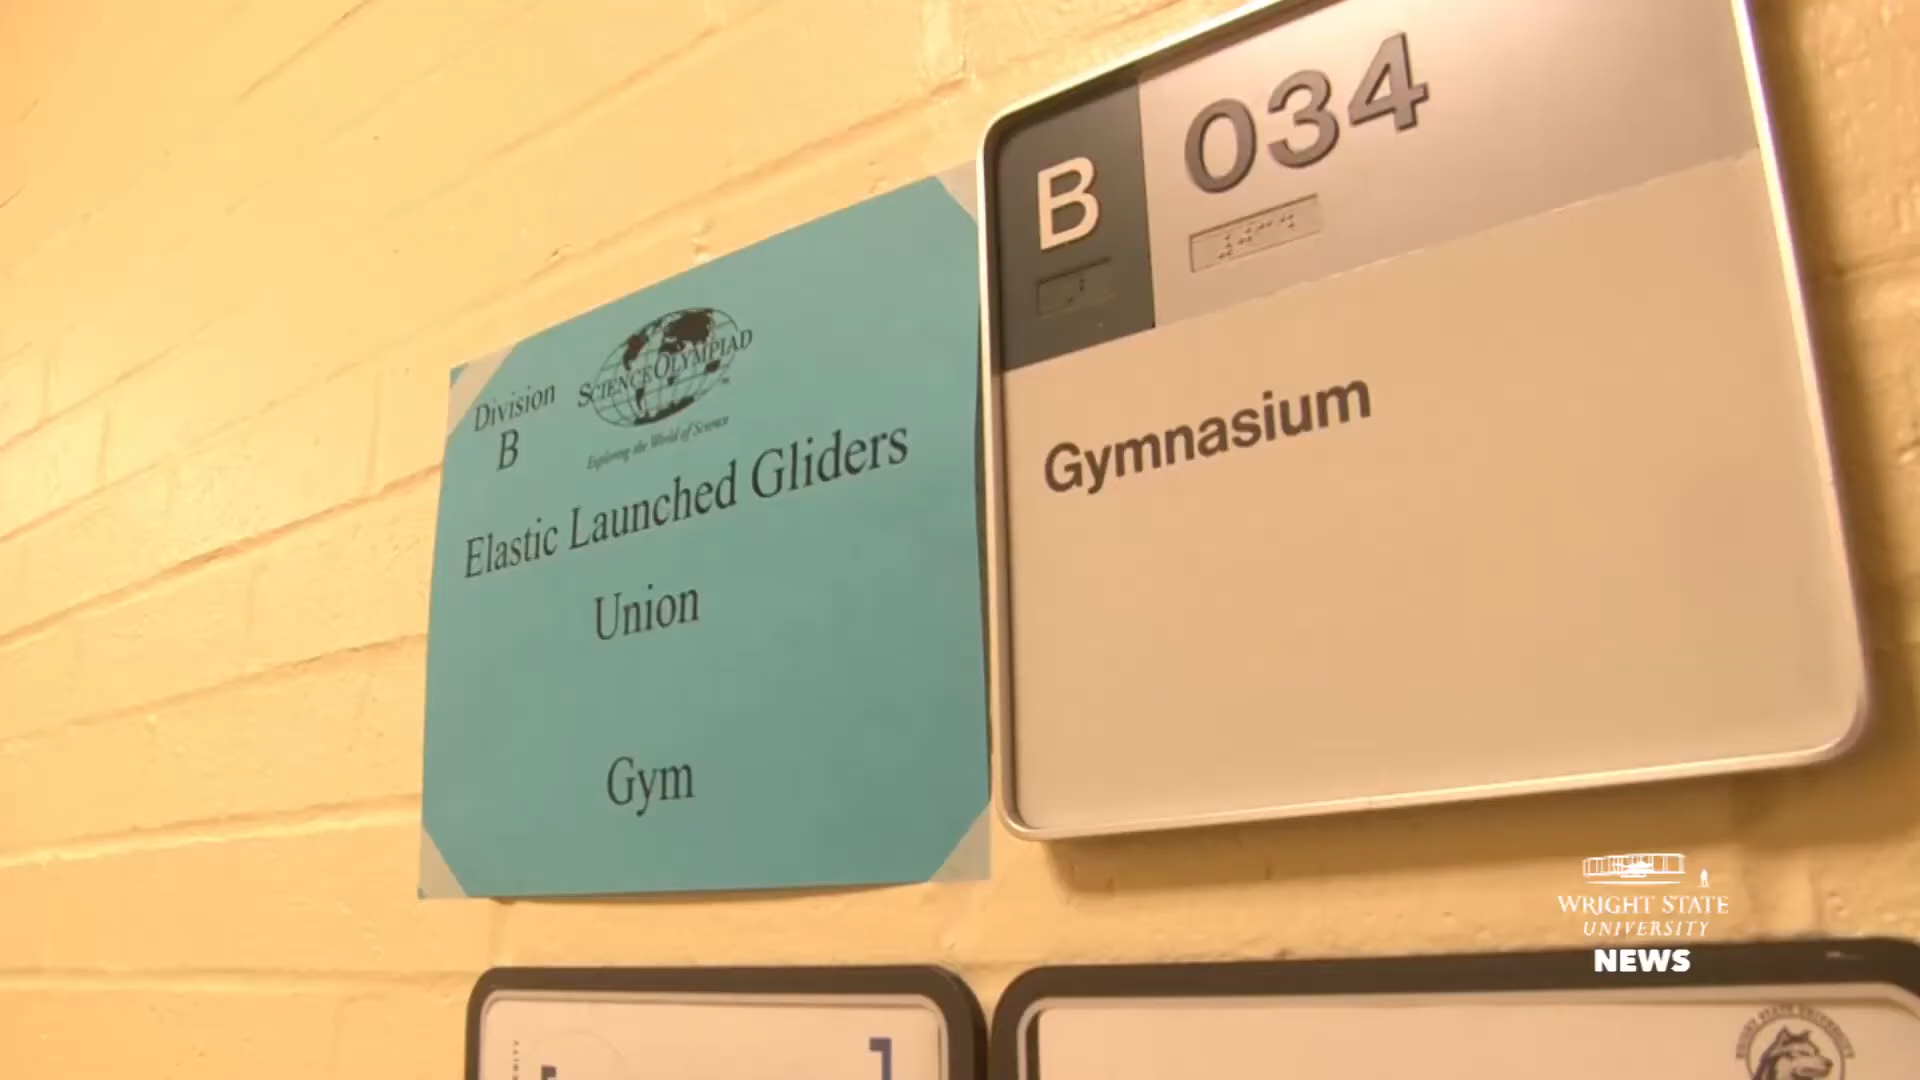 Division
B
SCIENCE OLYMPIAD
Exploring the World of Science
Elastic Launched Gliders
Union
Gym
B
034
Gymnasium
WRIGHT STATE
UNIVERSITY
NEWS